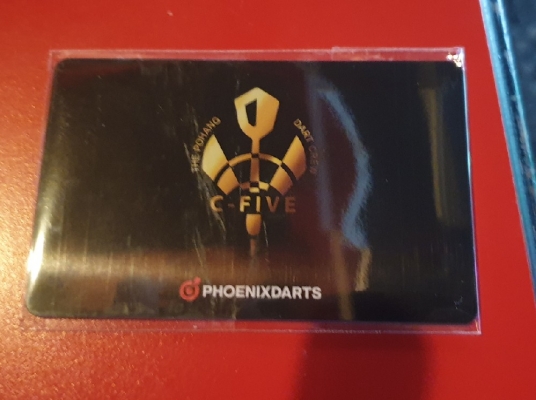 THE POHANG
DART CREW
C-FIVE
PHOENIXDARTS